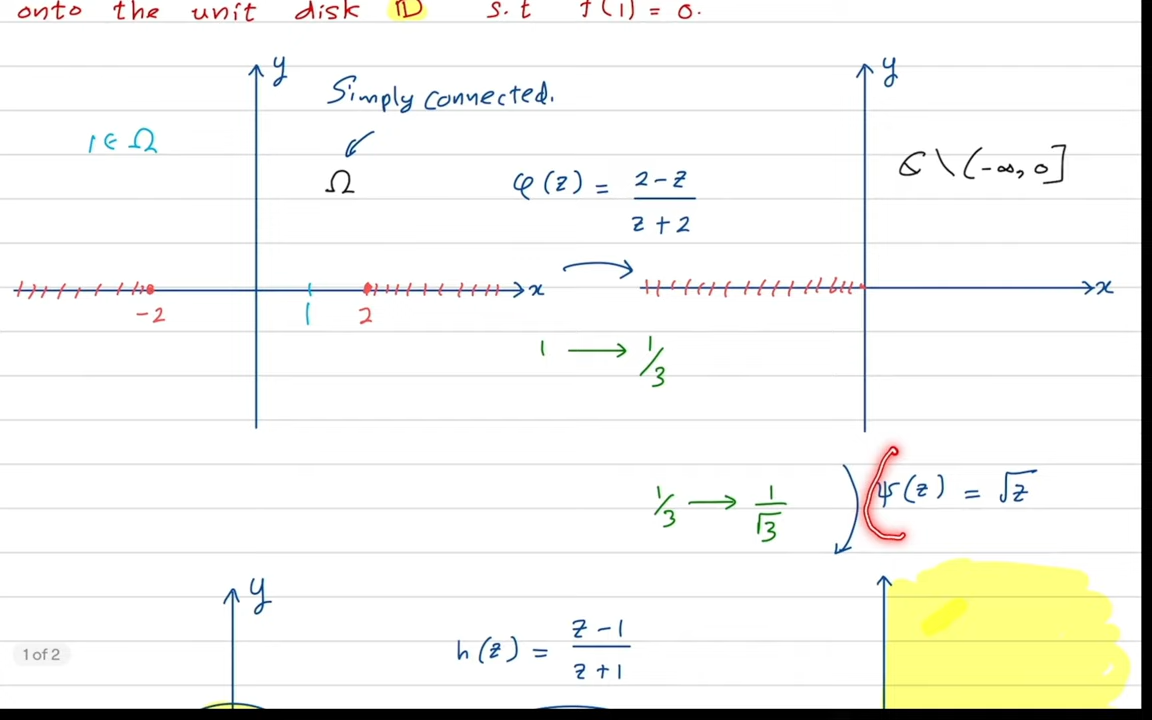 onto the unit disk D s.t f(1) = 0.
y
Simply connected.
y
1 ∈ Ω
Ω
φ(z) = 2-z / z+2
ℂ \ (-∞, 0]
x
x
-2
1
2
1 → 1/3
1/3 → 1/√3
ψ(z) = √z
y
h(z) = z-1 / z+1
1 of 2